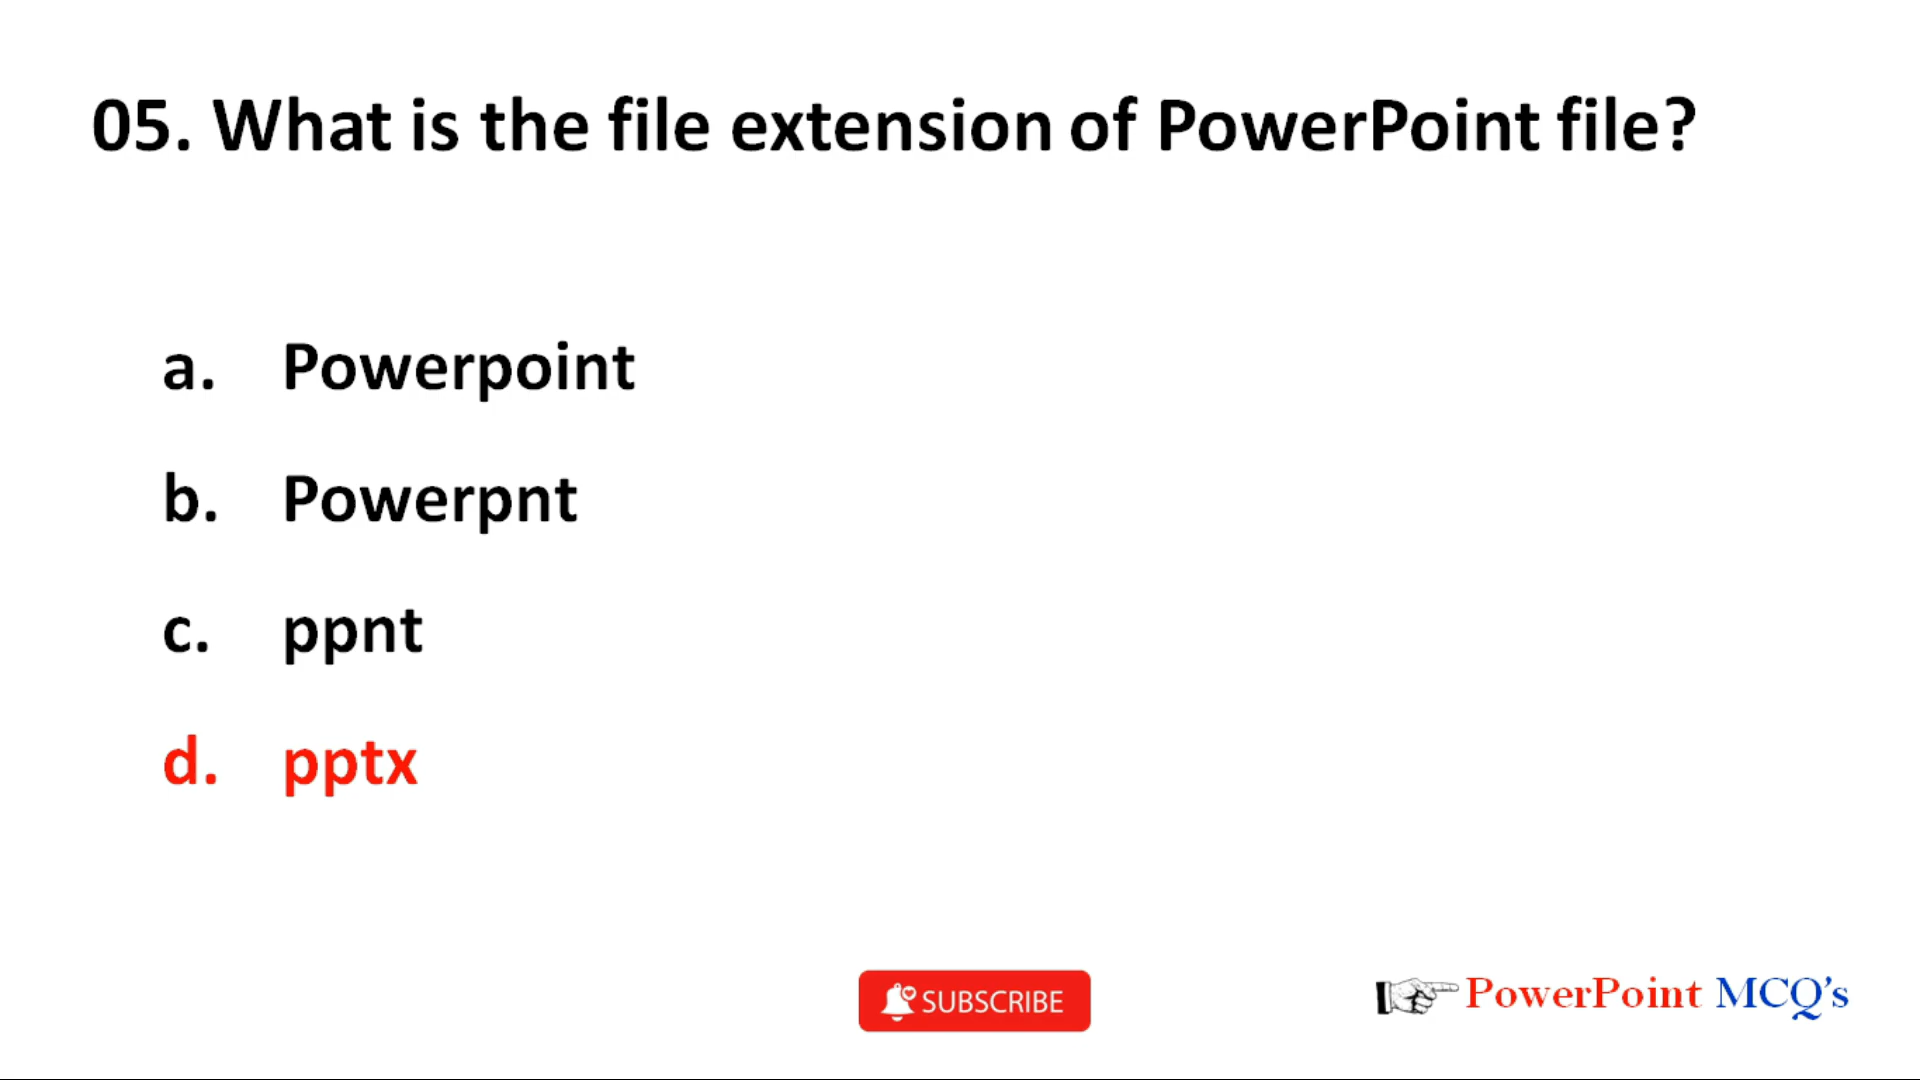 05. What is the file extension of PowerPoint file?
a. Powerpoint
b. Powerpnt
c. ppnt
d. pptx
SUBSCRIBE
PowerPoint MCQ's